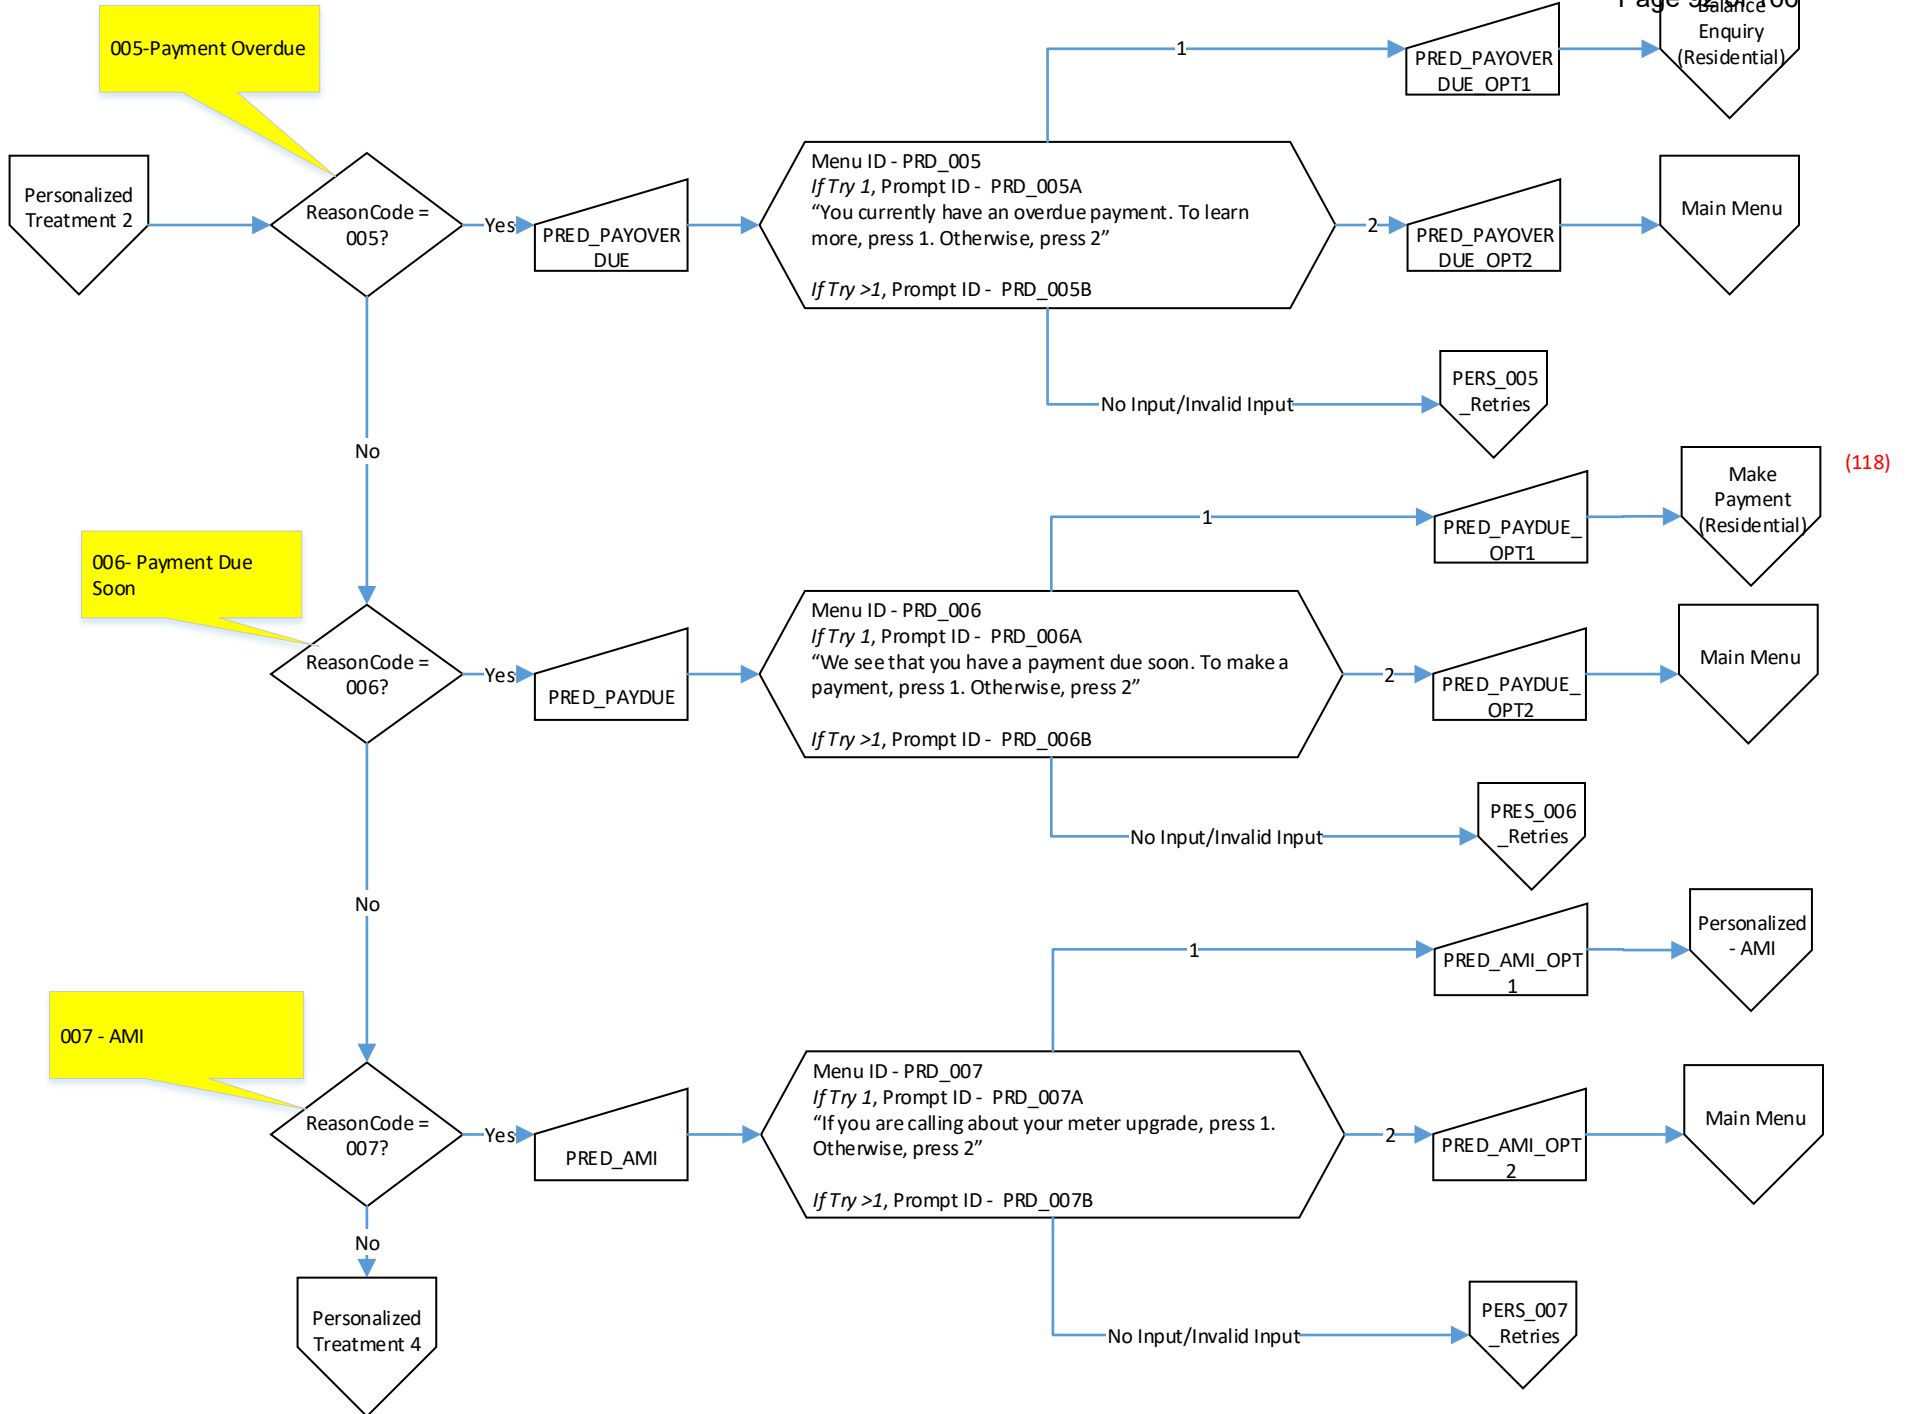 Page 92 of 166
005-Payment Overdue
Balance
Enquiry
(Residential)
1
PRED_PAYOVER
DUE_OPT1
Personalized
Treatment 2
ReasonCode =
005?
Yes
PRED_PAYOVER
DUE
Menu ID - PRD_005
If Try 1, Prompt ID - PRD_005A
“You currently have an overdue payment. To learn
more, press 1. Otherwise, press 2”
If Try >1, Prompt ID - PRD_005B
2
PRED_PAYOVER
DUE_OPT2
Main Menu
No Input/Invalid Input
PERS_005
_Retries
No
1
PRED_PAYDUE_
OPT1
Make
Payment
(Residential)
(118)
006- Payment Due
Soon
ReasonCode =
006?
Yes
PRED_PAYDUE
Menu ID - PRD_006
If Try 1, Prompt ID - PRD_006A
“We see that you have a payment due soon. To make a
payment, press 1. Otherwise, press 2”
If Try >1, Prompt ID - PRD_006B
2
PRED_PAYDUE_
OPT2
Main Menu
No Input/Invalid Input
PRES_006
_Retries
No
1
PRED_AMI_OPT
1
Personalized
- AMI
007 - AMI
ReasonCode =
007?
Yes
PRED_AMI
Menu ID - PRD_007
If Try 1, Prompt ID - PRD_007A
“If you are calling about your meter upgrade, press 1.
Otherwise, press 2”
If Try >1, Prompt ID - PRD_007B
2
PRED_AMI_OPT
2
Main Menu
No
Personalized
Treatment 4
No Input/Invalid Input
PERS_007
_Retries